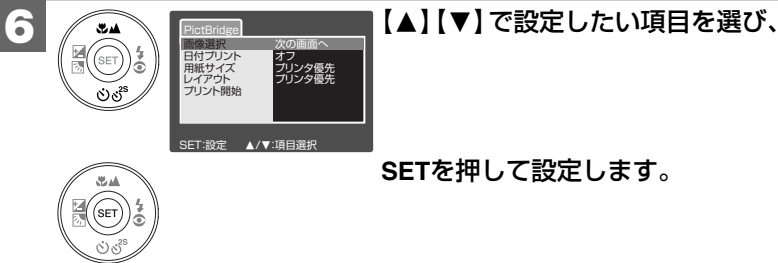 6
【▲】【▼】で設定したい項目を選び、
SET
2S
PictBridge
画像選択 次の画面へ
日付プリント オフ
用紙サイズ プリンタ優先
レイアウト プリンタ優先
プリント開始
SET:設定 ▲/▼:項目選択
SETを押して設定します。
SET
2S